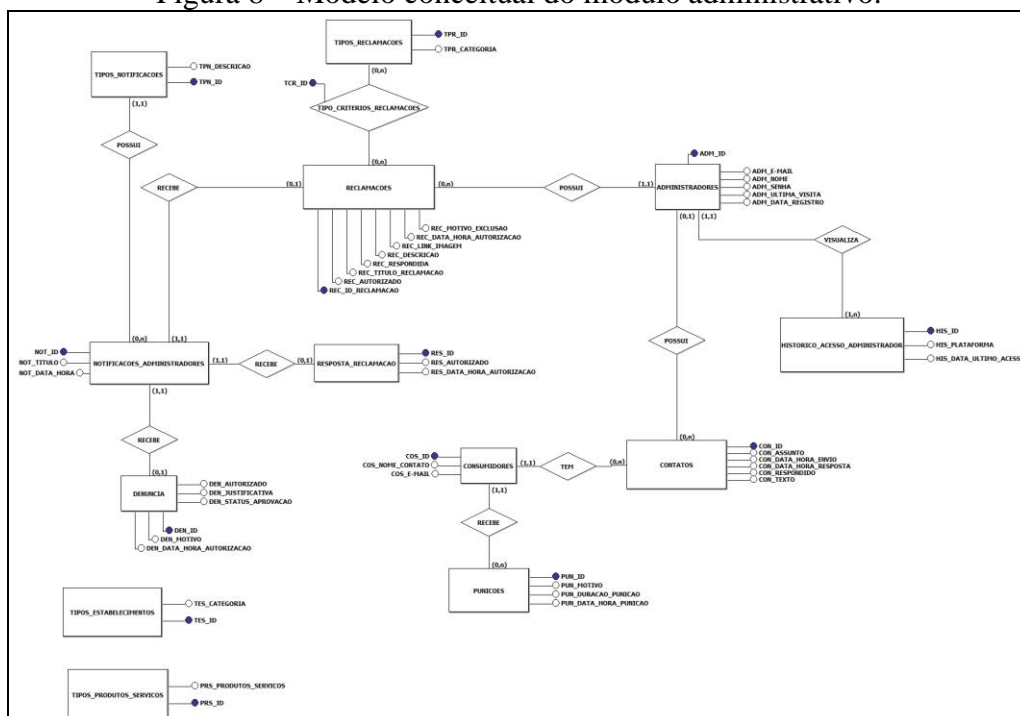 Figura 8 – Modelo conceitual do módulo administrativo.
TPR_ID
TIPOS_RECLAMACOES
TPR_CATEGORIA
(0,n)
TPN_DESCRICAO
TIPOS_NOTIFICACOES
TPN_ID
(1,1)
TCR_ID
TIPO_CRITERIOS_RECLAMACOES
POSSUI
(0,n)
ADM_ID
RECEBE
(0,1)
RECLAMACOES
(0,n)
POSSUI
(1,1)
ADMINISTRADORES
ADM_E-MAIL
ADM_NOME
ADM_SENHA
ADM_ULTIMA_VISITA
ADM_DATA_REGISTRO
(0,1)
(1,1)
REC_MOTIVO_EXCLUSAO
REC_DATA_HORA_AUTORIZACAO
REC_LINK_IMAGEM
REC_DESCRICAO
REC_RESPONDIDA
REC_TITULO_RECLAMACAO
REC_AUTORIZADO
REC_ID_RECLAMACAO
VISUALIZA
(1,n)
HISTORICO_ACESSO_ADMINISTRADOR
HIS_ID
HIS_PLATAFORMA
HIS_DATA_ULTIMO_ACESS
POSSUI
(0,n)
(1,1)
NOT_ID
NOT_TITULO
NOT_DATA_HORA
NOTIFICACOES_ADMINISTRADORES
(1,1)
RECEBE
(0,1)
RESPOSTA_RECLAMACAO
RES_ID
RES_AUTORIZADO
RES_DATA_HORA_AUTORIZACAO
(1,1)
RECEBE
(0,1)
(0,n)
COS_ID
COS_NOME_CONTATO
COS_E-MAIL
CONSUMIDORES
(1,1)
TEM
(0,n)
CONTATOS
CON_ID
CON_ASSUNTO
CON_DATA_HORA_ENVIO
CON_DATA_HORA_RESPOSTA
CON_RESPONDIDO
CON_TEXTO
(1,1)
DENUNCIA
DEN_AUTORIZADO
DEN_JUSTIFICATIVA
DEN_STATUS_APROVACAO
DEN_ID
DEN_MOTIVO
DEN_DATA_HORA_AUTORIZACAO
RECEBE
(0,n)
PUNICOES
PUN_ID
PUN_MOTIVO
PUN_DURACAO_PUNICAO
PUN_DATA_HORA_PUNICAO
TIPOS_ESTABELECIMENTOS
TES_CATEGORIA
TES_ID
TIPOS_PRODUTOS_SERVICOS
PRS_PRODUTOS_SERVICOS
PRS_ID